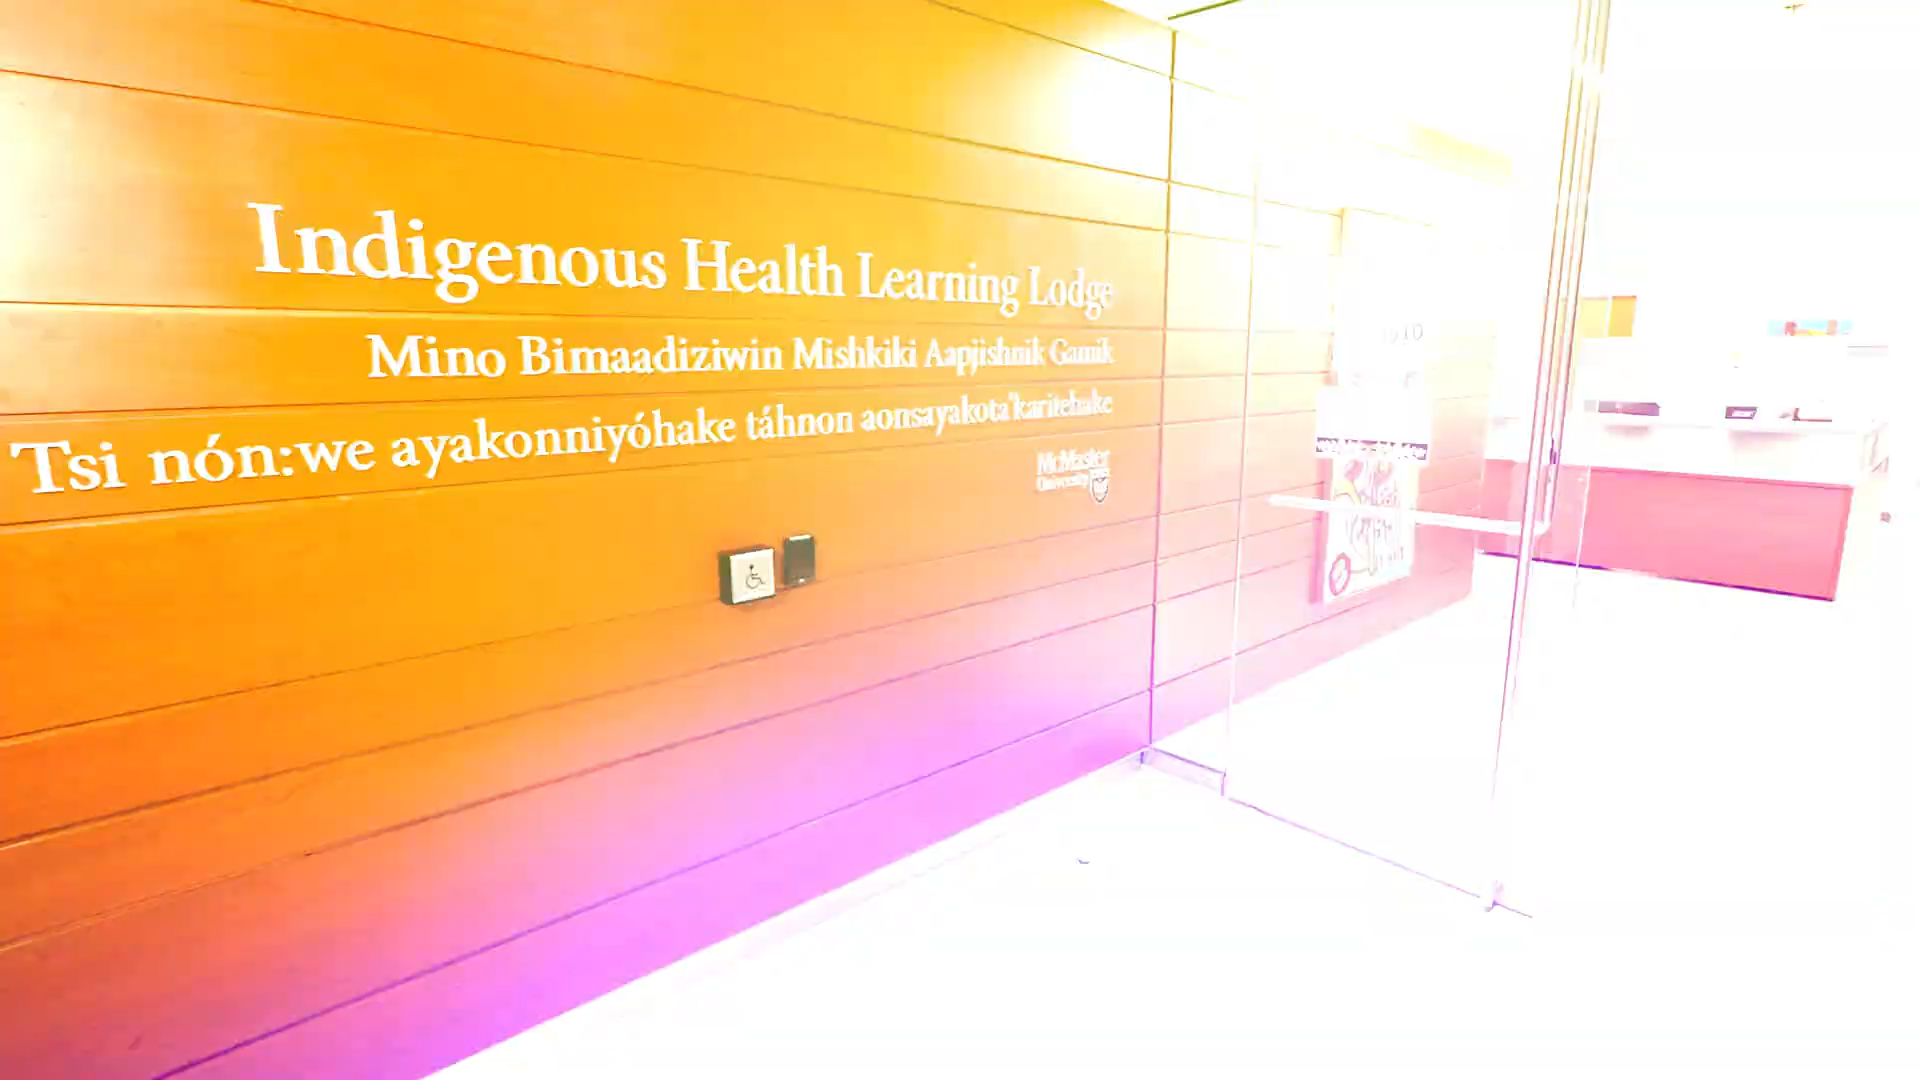 Indigenous Health Learning Lodge
Mino Bimaadiziwin Mishkiki Aapjishnik Gamik
Tsi nón:we ayakonniyóhake táhnon aonsayakota'karitehake
McMaster
University